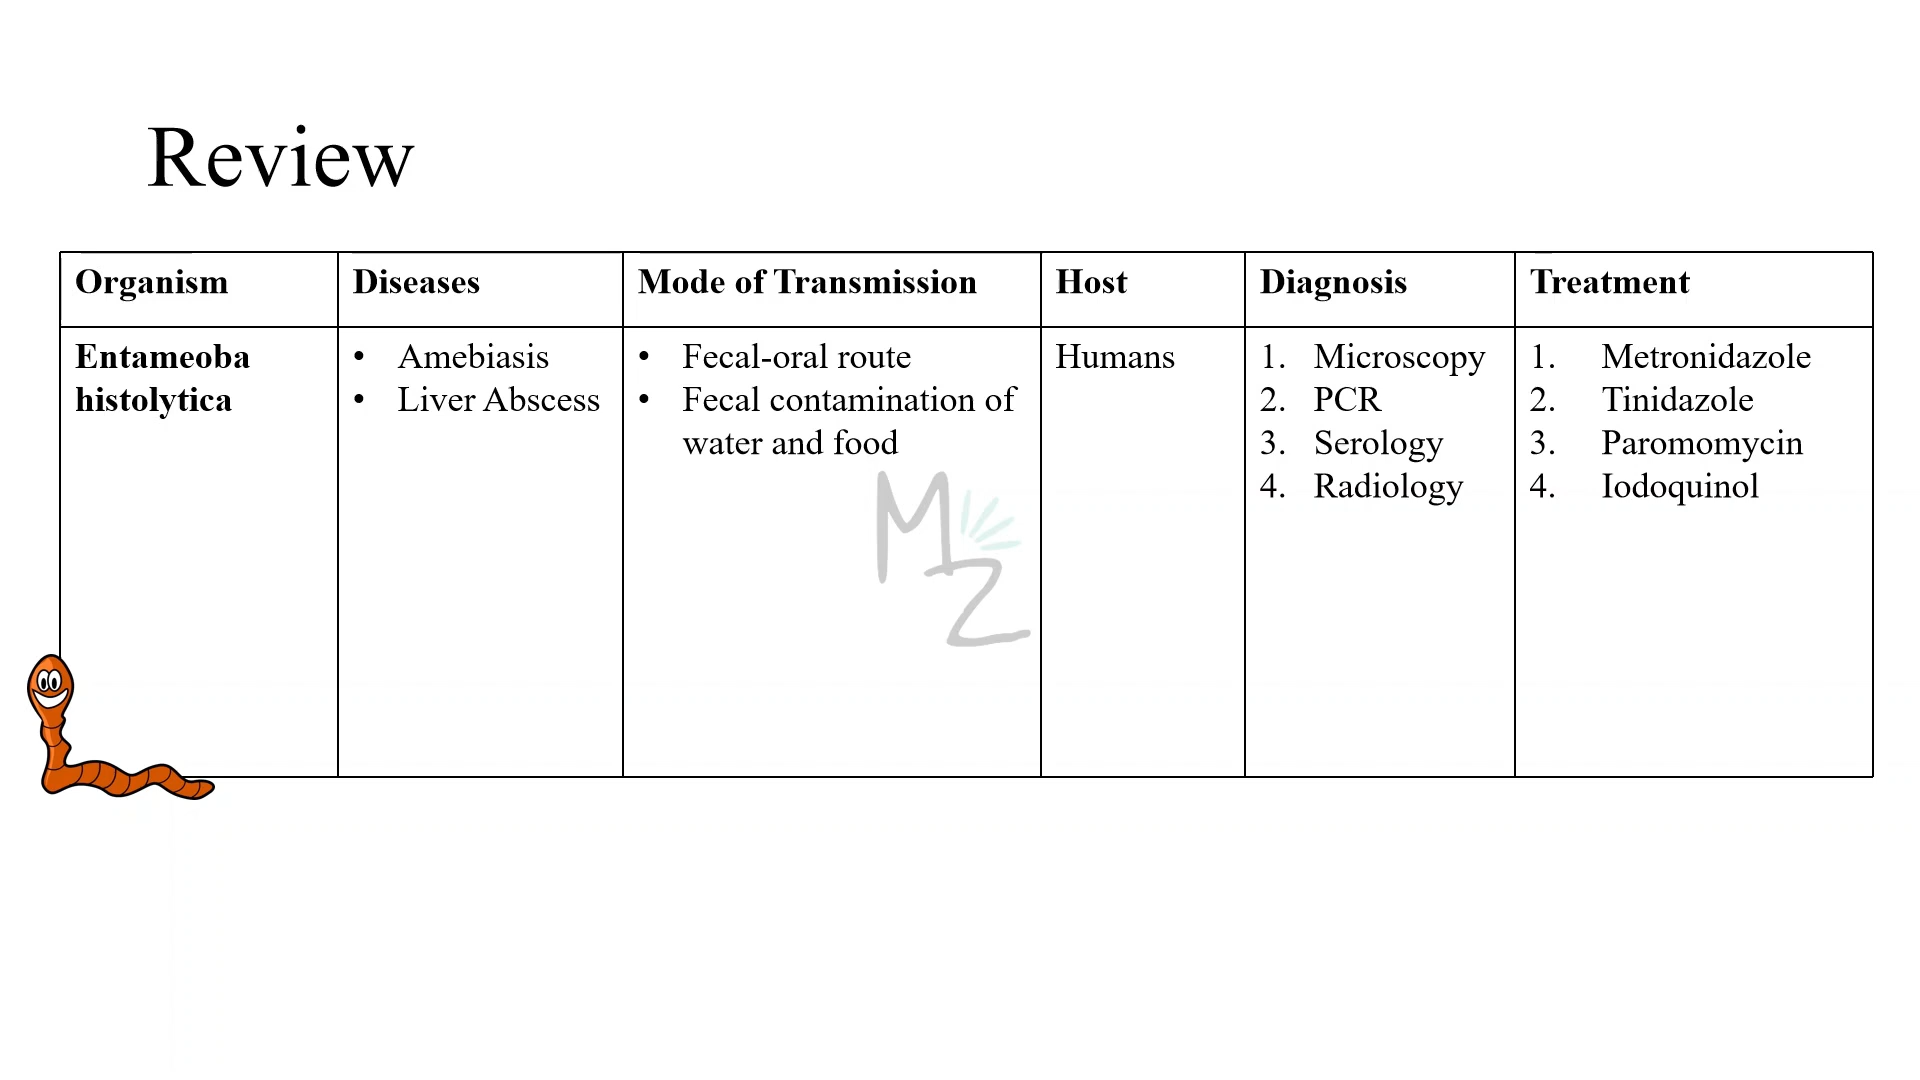 Review
Organism
Diseases
Mode of Transmission
Host
Diagnosis
Treatment
Entameoba
histolytica
• Amebiasis
• Liver Abscess
• Fecal-oral route
• Fecal contamination of
water and food
Humans
1. Microscopy
2. PCR
3. Serology
4. Radiology
1. Metronidazole
2. Tinidazole
3. Paromomycin
4. Iodoquinol
MZ